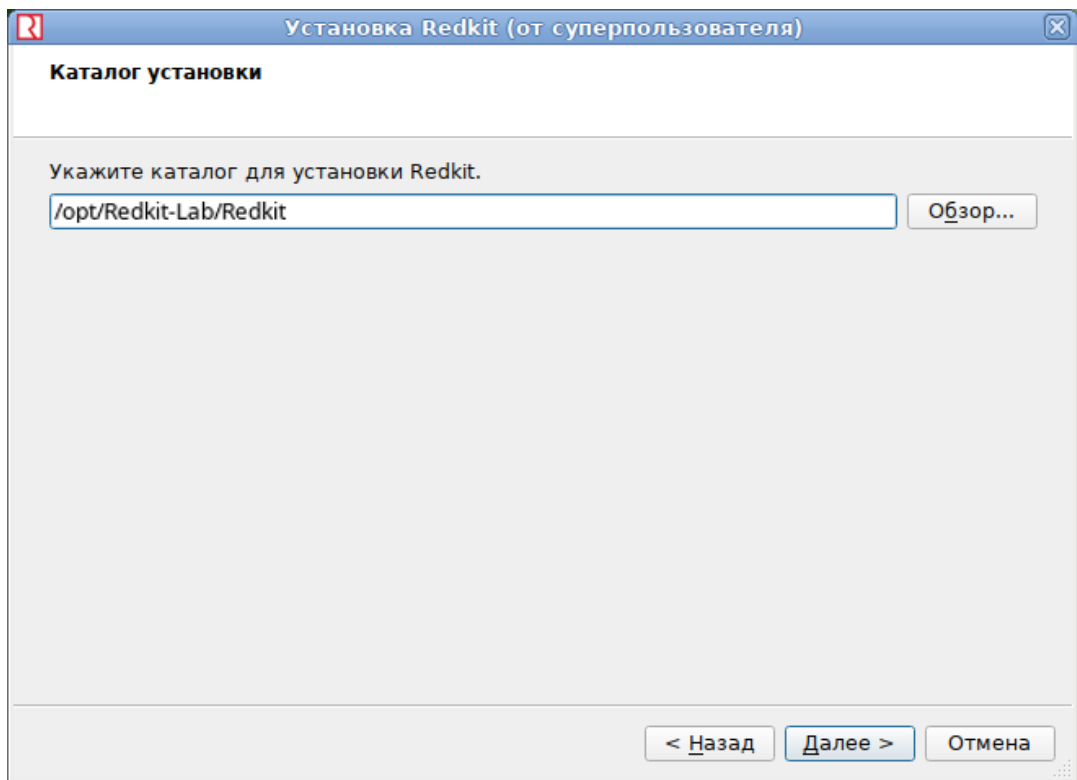 Установка Redkit (от суперпользователя)
Каталог установки
Укажите каталог для установки Redkit.
/opt/Redkit-Lab/Redkit
Обзор...
< Назад
Далее >
Отмена